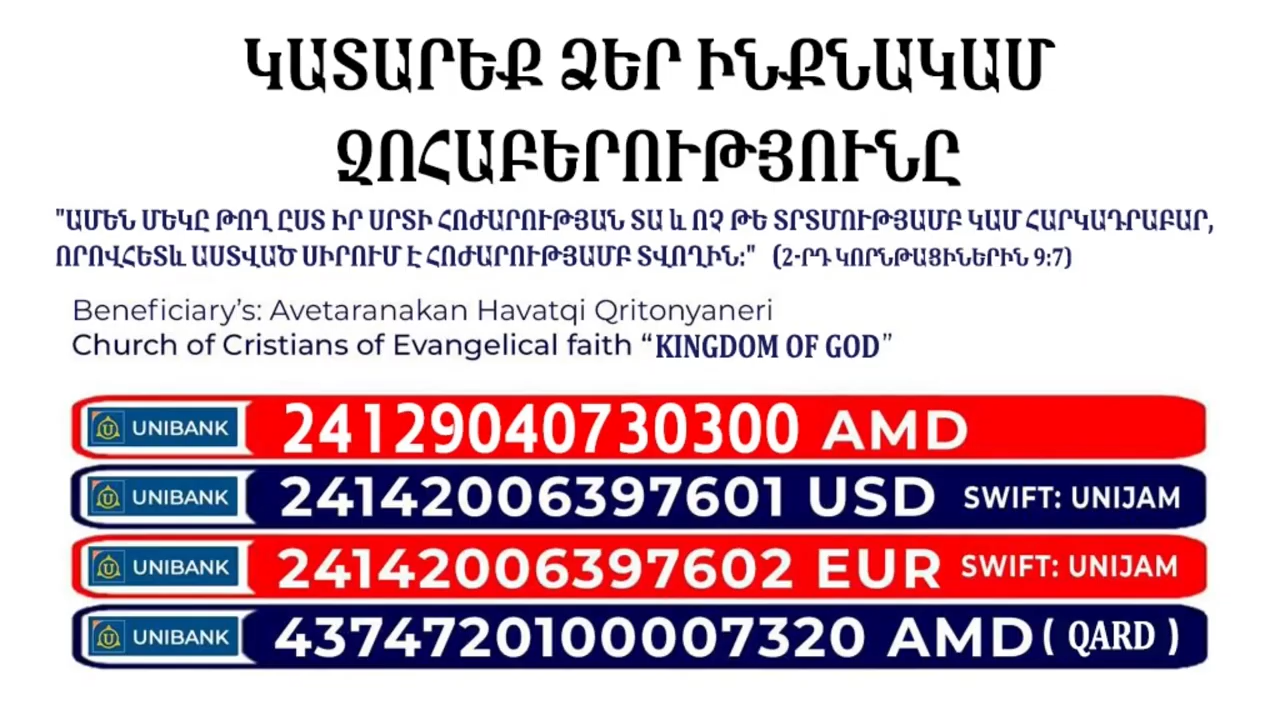 ԿԱՏԱՐԵՔ ՁԵՐ ԻՆՔՆԱԿԱՄ
ԶՈՀԱԲԵՐՈՒԹՅՈՒՆԸ
"ԱՄԵՆ ՄԵԿԸ ԹՈՂ ԸՍՏ ԻՐ ՍՐՏԻ ՀՈԺԱՐՈՒԹՅԱՆ ՏԱ և ՈՉ ԹԵ ՏՐՏՄՈՒԹՅԱՄԲ ԿԱՄ ՀԱՐԿԱԴՐԱԲԱՐ,
ՈՐՈՎՀԵՏև ԱՍՏՎԱԾ ՍԻՐՈՒՄ Է ՀՈԺԱՐՈՒԹՅԱՄԲ ՏՎՈՂԻՆ:" (2-ՐԴ ԿՈՐՆԹԱՑԻՆԵՐԻՆ 9:7)
Beneficiary's: Avetaranakan Havatqi Qritonyaneri
Church of Cristians of Evangelical faith “KINGDOM OF GOD”
UNIBANK 24129040730300 AMD
UNIBANK 24142006397601 USD SWIFT: UNIJAM
UNIBANK 24142006397602 EUR SWIFT: UNIJAM
UNIBANK 4374720100007320 AMD ( QARD )